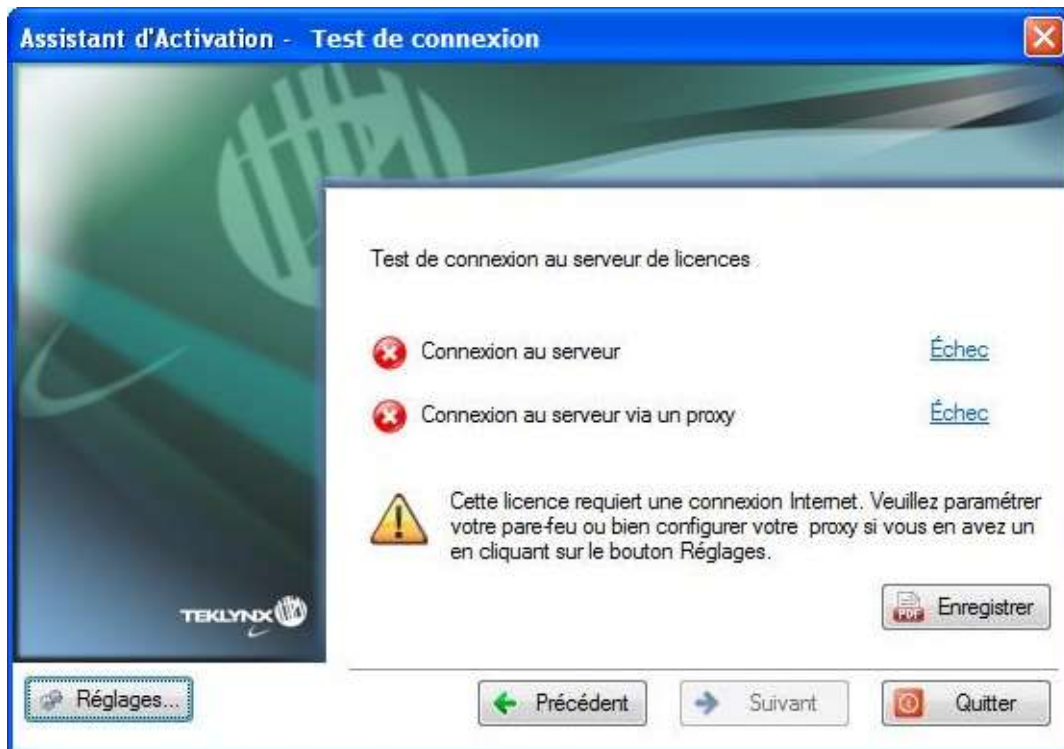 Assistant d'Activation - Test de connexion
Test de connexion au serveur de licences
Connexion au serveur Échec
Connexion au serveur via un proxy Échec
Cette licence requiert une connexion Internet. Veuillez paramétrer
votre pare-feu ou bien configurer votre proxy si vous en avez un
en cliquant sur le bouton Réglages.
PDF Enregistrer
TEKLYNX
Réglages... Précédent Suivant Quitter